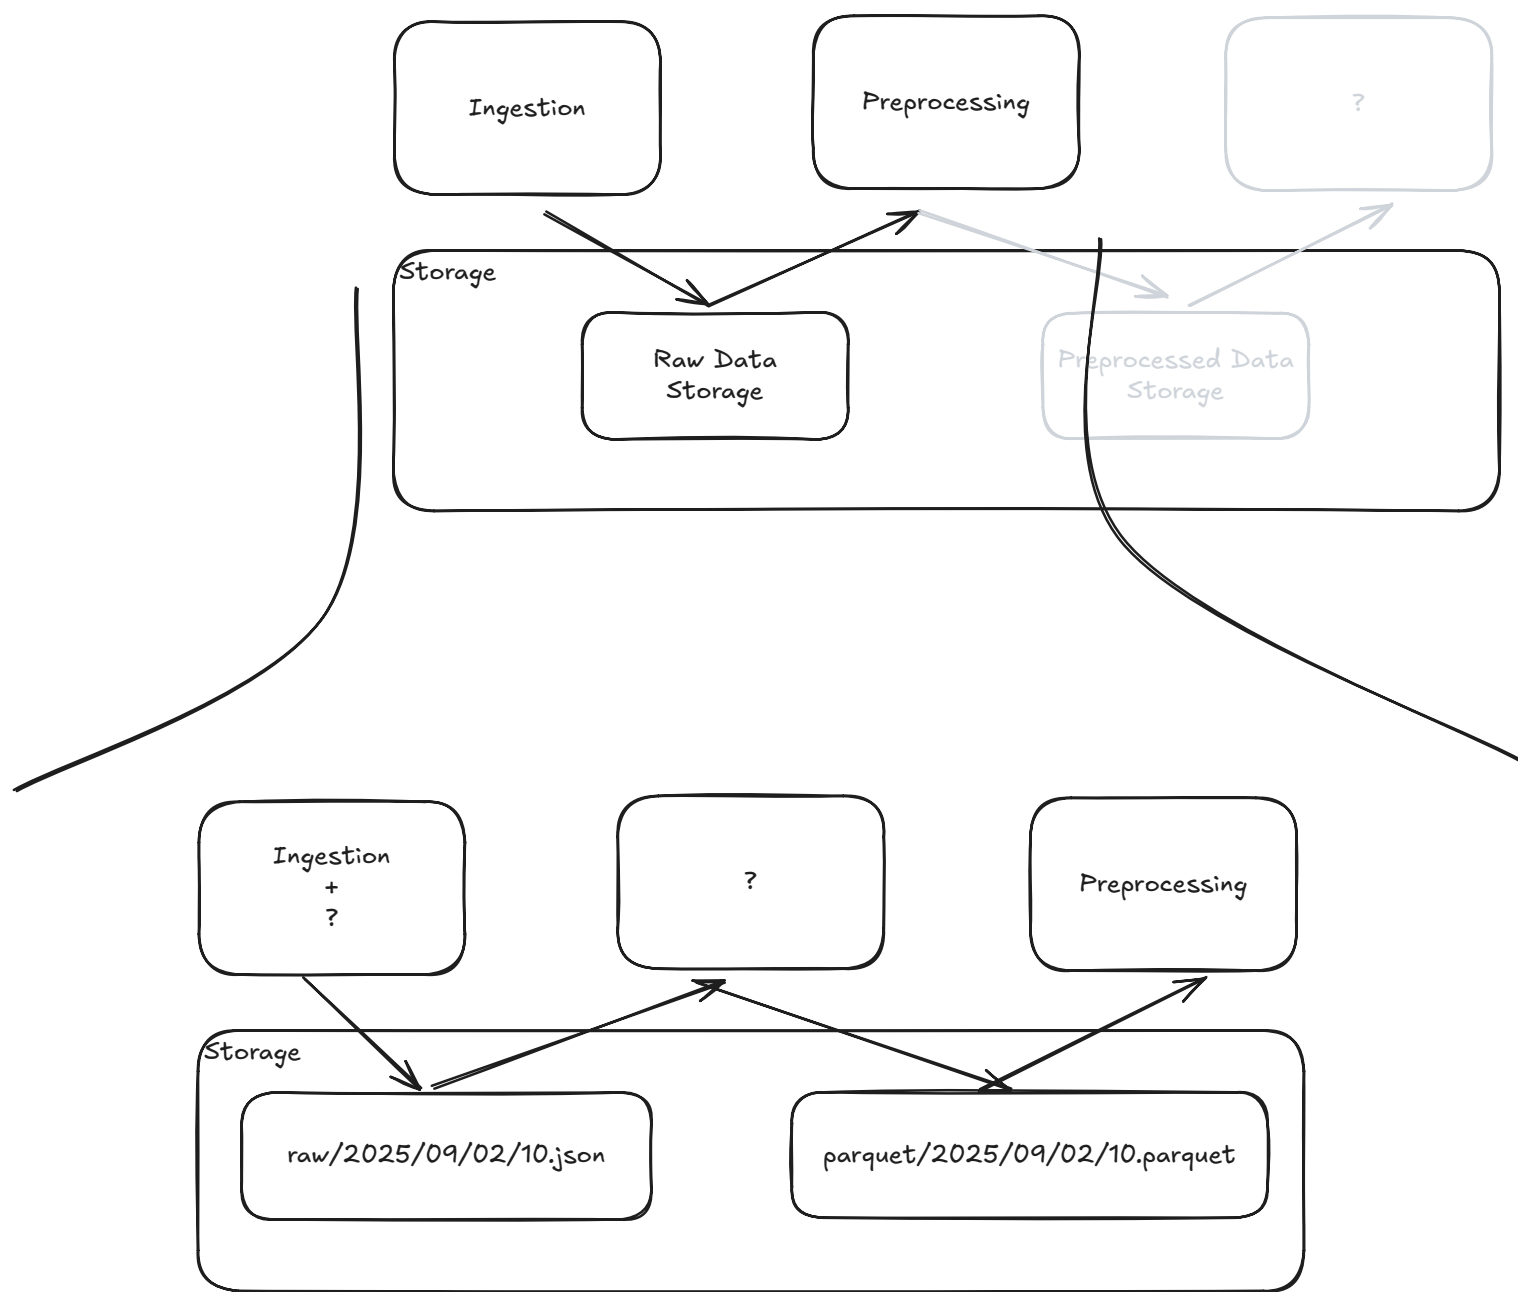 Ingestion
Preprocessing
?
Storage
Raw Data
Storage
Preprocessed Data
Storage
Ingestion
+
?
?
Preprocessing
Storage
raw/2025/09/02/10.json
parquet/2025/09/02/10.parquet